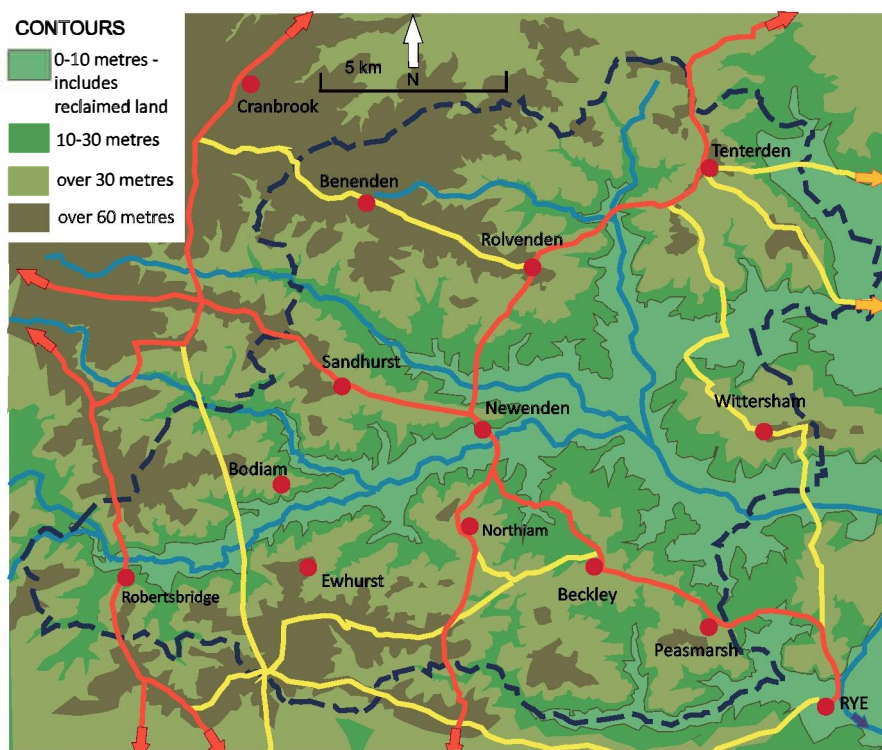 CONTOURS
0-10 metres -
includes
reclaimed land
10-30 metres
over 30 metres
over 60 metres
5 km
N
Cranbrook
Tenterden
Benenden
Rolvenden
Sandhurst
Newenden
Wittersham
Bodiam
Northiam
Ewhurst
Beckley
Robertsbridge
Peasmarsh
RYE